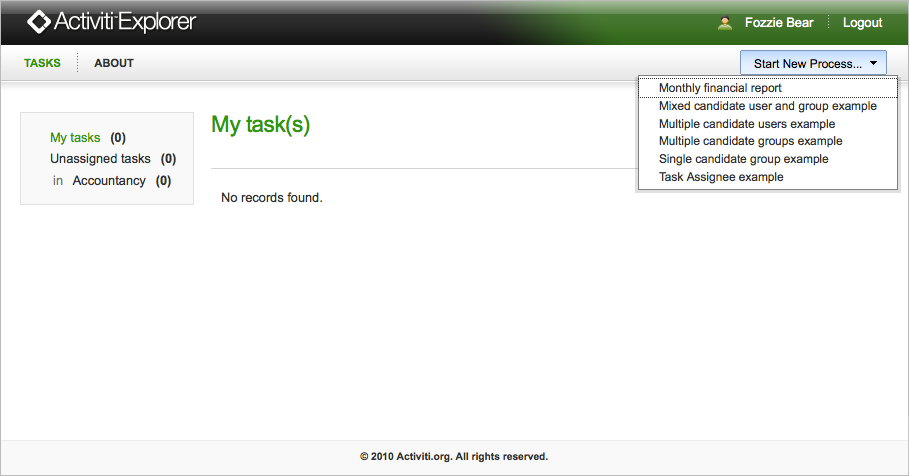 Activiti Explorer
Fozzie Bear
Logout
TASKS
ABOUT
Start New Process...
Monthly financial report
Mixed candidate user and group example
Multiple candidate users example
Multiple candidate groups example
Single candidate group example
Task Assignee example
My tasks (0)
Unassigned tasks (0)
in Accountancy (0)
My task(s)
No records found.
© 2010 Activiti.org. All rights reserved.